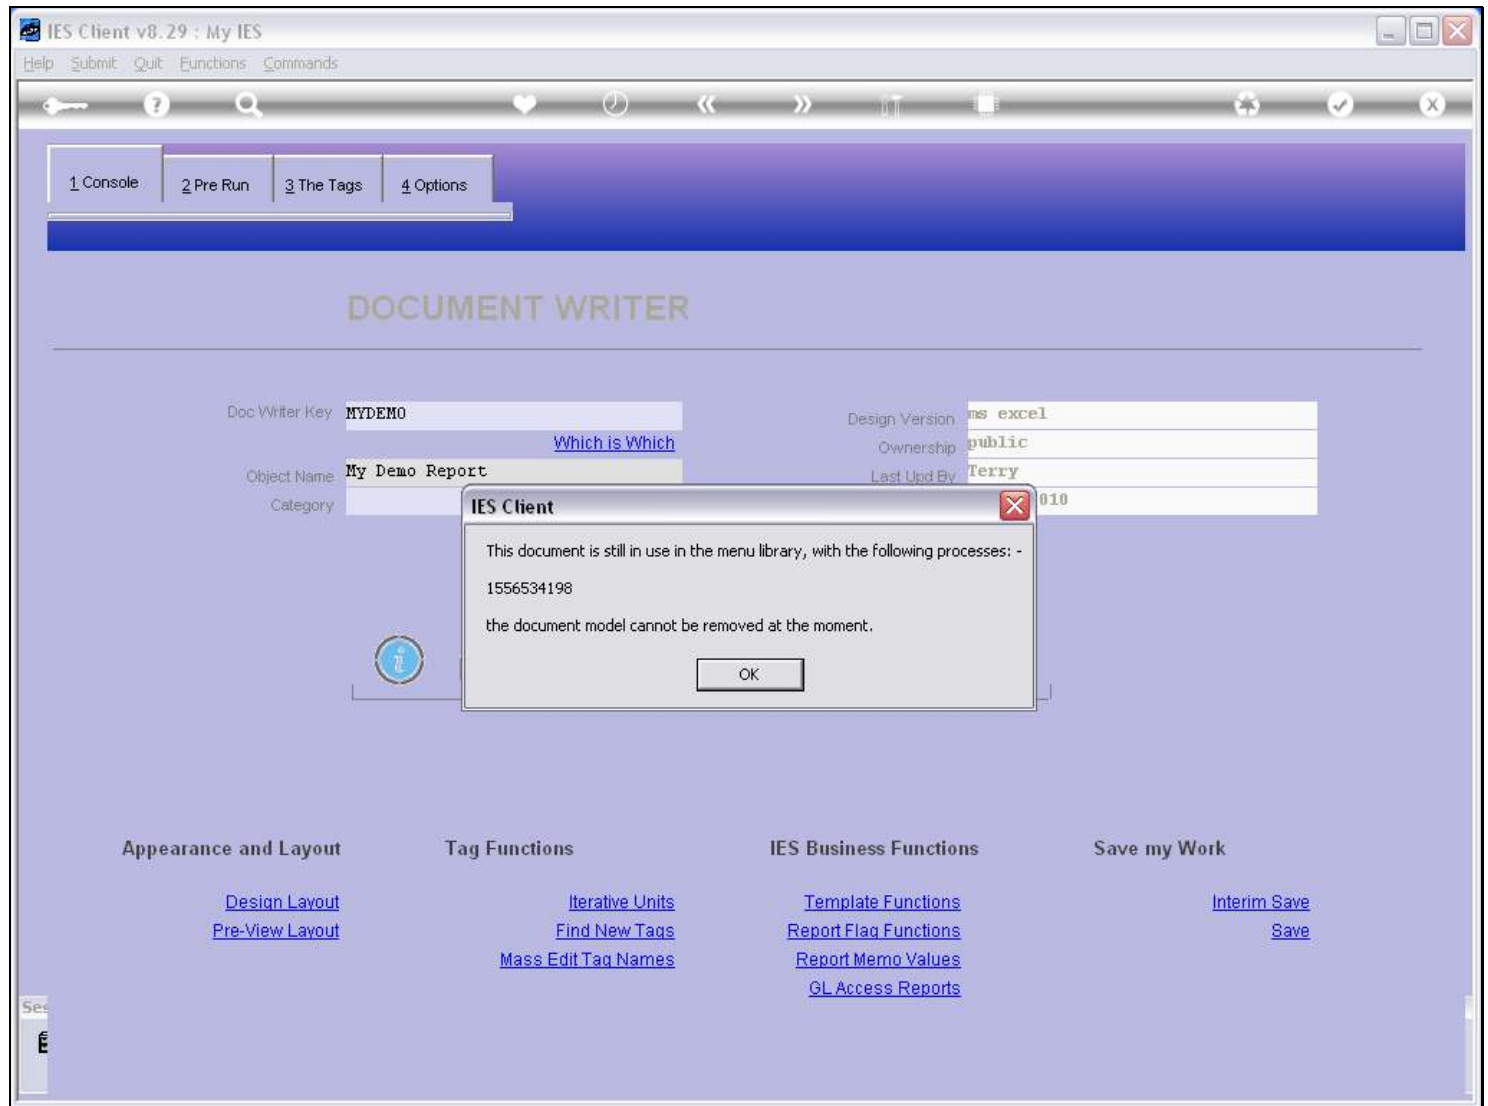 IES Client v8.29 : My IES
Help Submit Quit Functions Commands
1 Console
2 Pre Run
3 The Tags
4 Options
DOCUMENT WRITER
Doc Writer Key MYDEMO
Which is Which
Object Name My Demo Report
Category
Design Version ms excel
Ownership public
Last Upd By Terry
010
IES Client
This document is still in use in the menu library, with the following processes: -
1556534198
the document model cannot be removed at the moment.
OK
Appearance and Layout
Design Layout
Pre-View Layout
Tag Functions
Iterative Units
Find New Tags
Mass Edit Tag Names
IES Business Functions
Template Functions
Report Flag Functions
Report Memo Values
GL Access Reports
Save my Work
Interim Save
Save
Ses